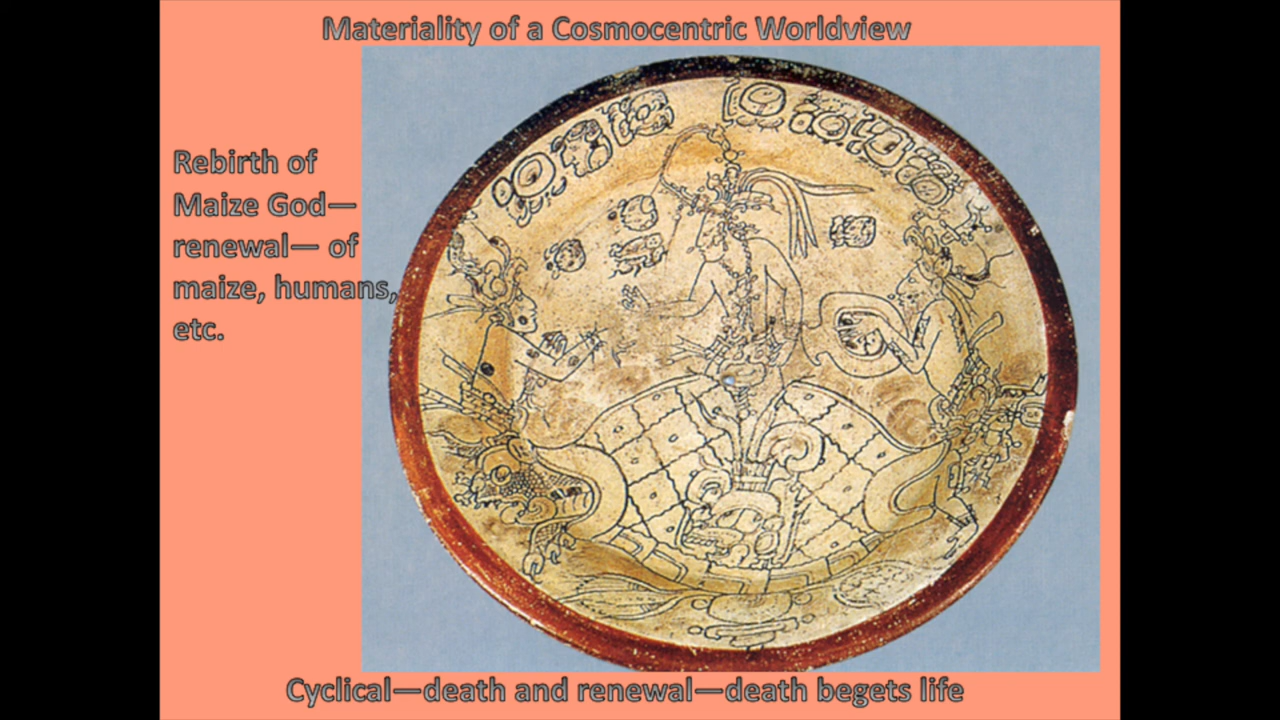 Materiality of a Cosmocentric Worldview
Rebirth of
Maize God—
renewal— of
maize, humans,
etc.
Cyclical—death and renewal—death begets life